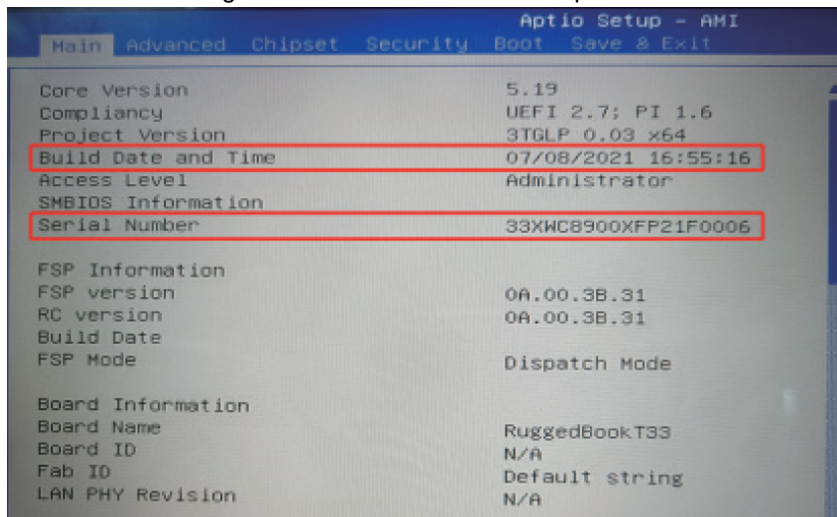 Aptio Setup – AMI
Main Advanced Chipset Security Boot Save & Exit
Core Version 5.19
Compliancy UEFI 2.7; PI 1.6
Project Version 3TGLP 0.03 x64
Build Date and Time 07/08/2021 16:55:16
Access Level Administrator
SMBIOS Information
Serial Number 33XWC8900XFP21F0006
FSP Information
FSP version 0A.00.3B.31
RC version 0A.00.3B.31
Build Date
FSP Mode Dispatch Mode
Board Information
Board Name RuggedBookT33
Board ID N/A
Fab ID Default string
LAN PHY Revision N/A